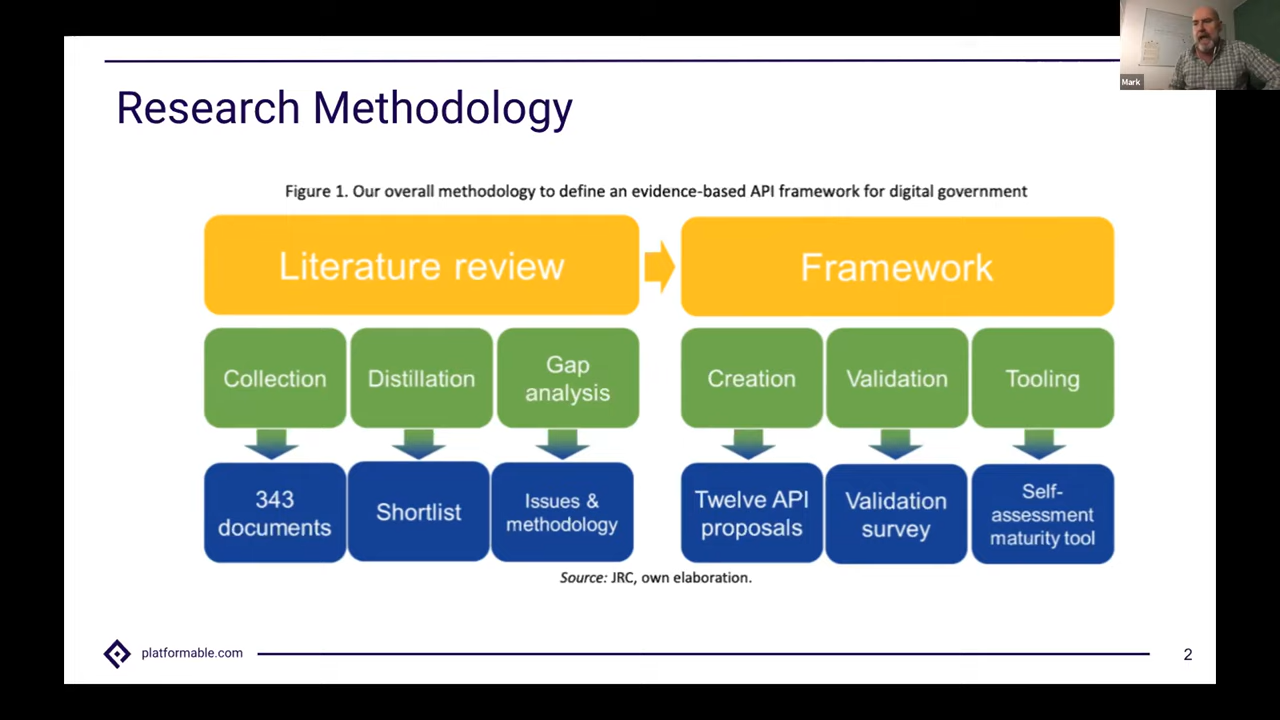 Mark
Research Methodology
Figure 1. Our overall methodology to define an evidence-based API framework for digital government
Literature review
Framework
Collection
Distillation
Gap
analysis
Creation
Validation
Tooling
343
documents
Shortlist
Issues &
methodology
Twelve API
proposals
Validation
survey
Self-
assessment
maturity tool
Source: JRC, own elaboration.
platformable.com
2